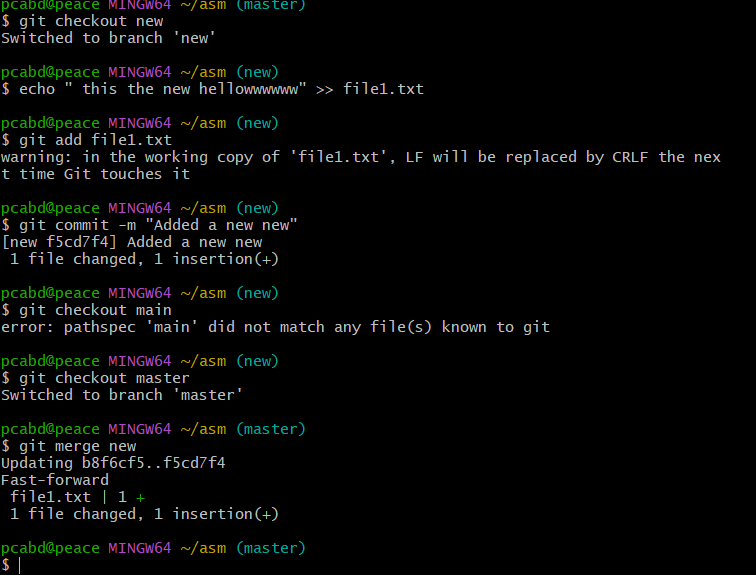 pcabd@peace MINGW64 ~/asm (master)
$ git checkout new
Switched to branch 'new'
pcabd@peace MINGW64 ~/asm (new)
$ echo " this the new hellowwwwww" >> file1.txt
pcabd@peace MINGW64 ~/asm (new)
$ git add file1.txt
warning: in the working copy of 'file1.txt', LF will be replaced by CRLF the nex
t time Git touches it
pcabd@peace MINGW64 ~/asm (new)
$ git commit -m "Added a new new"
[new f5cd7f4] Added a new new
1 file changed, 1 insertion(+)
pcabd@peace MINGW64 ~/asm (new)
$ git checkout main
error: pathspec 'main' did not match any file(s) known to git
pcabd@peace MINGW64 ~/asm (new)
$ git checkout master
Switched to branch 'master'
pcabd@peace MINGW64 ~/asm (master)
$ git merge new
Updating b8f6cf5..f5cd7f4
Fast-forward
file1.txt | 1 +
1 file changed, 1 insertion(+)
pcabd@peace MINGW64 ~/asm (master)
$